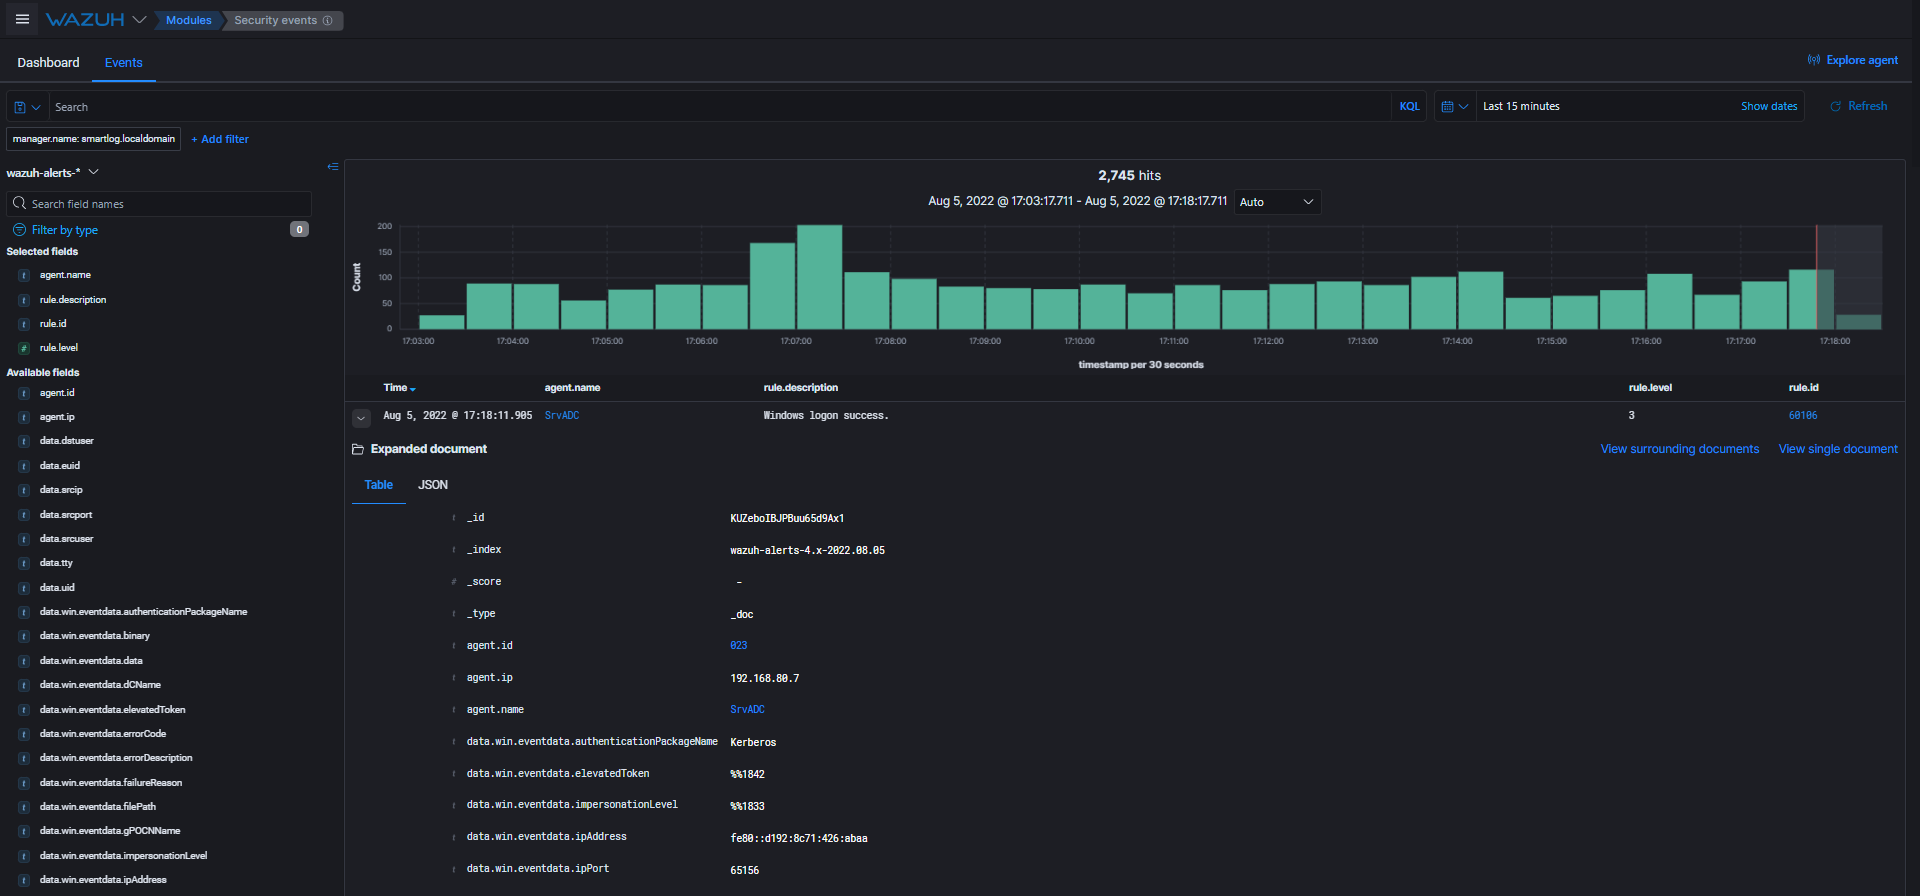 WAZUH Modules Security events
Dashboard Events Explore agent
Search KQL Last 15 minutes Show dates Refresh
manager.name: smartlog.localdomain + Add filter
wazuh-alerts-*
Search field names
Filter by type 0
Selected fields
t agent.name
t rule.description
t rule.id
# rule.level
Available fields
t agent.id
t agent.ip
t data.dstuser
t data.euid
t data.srcip
t data.srcport
t data.srcuser
t data.tty
t data.uid
t data.win.eventdata.authenticationPackageName
t data.win.eventdata.binary
t data.win.eventdata.data
t data.win.eventdata.dCName
t data.win.eventdata.elevatedToken
t data.win.eventdata.errorCode
t data.win.eventdata.errorDescription
t data.win.eventdata.failureReason
t data.win.eventdata.filePath
t data.win.eventdata.gPOCNName
t data.win.eventdata.impersonationLevel
t data.win.eventdata.ipAddress
2,745 hits
Aug 5, 2022 @ 17:03:17.711 - Aug 5, 2022 @ 17:18:17.711 Auto
Count
200
150
100
50
0
17:03:00 17:04:00 17:05:00 17:06:00 17:07:00 17:08:00 17:09:00 17:10:00 17:11:00 17:12:00 17:13:00 17:14:00 17:15:00 17:16:00 17:17:00 17:18:00
timestamp per 30 seconds
Time agent.name rule.description rule.level rule.id
Aug 5, 2022 @ 17:18:11.905 SrvADC Windows logon success. 3 60106
Expanded document View surrounding documents View single document
Table JSON
t _id KUZeboIBJPBuu65d9Ax1
t _index wazuh-alerts-4.x-2022.08.05
# _score -
t _type _doc
t agent.id 023
t agent.ip 192.168.80.7
t agent.name SrvADC
t data.win.eventdata.authenticationPackageName Kerberos
t data.win.eventdata.elevatedToken %%1842
t data.win.eventdata.impersonationLevel %%1833
t data.win.eventdata.ipAddress fe80::d192:8c71:426:abaa
t data.win.eventdata.ipPort 65156